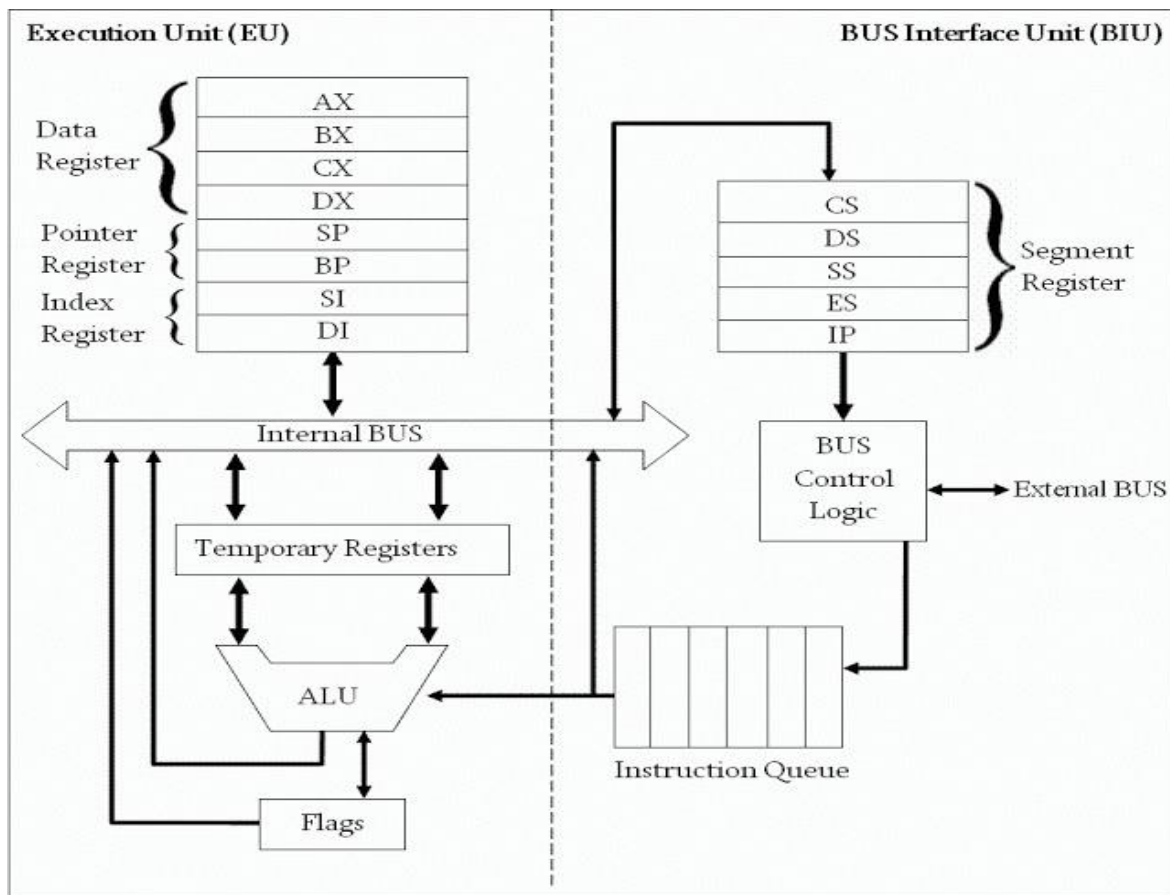 Execution Unit (EU)
BUS Interface Unit (BIU)
Data
Register
AX
BX
CX
DX
Pointer
Register
SP
BP
Index
Register
SI
DI
CS
DS
SS
ES
IP
Segment
Register
Internal BUS
BUS
Control
Logic
External BUS
Temporary Registers
ALU
Instruction Queue
Flags